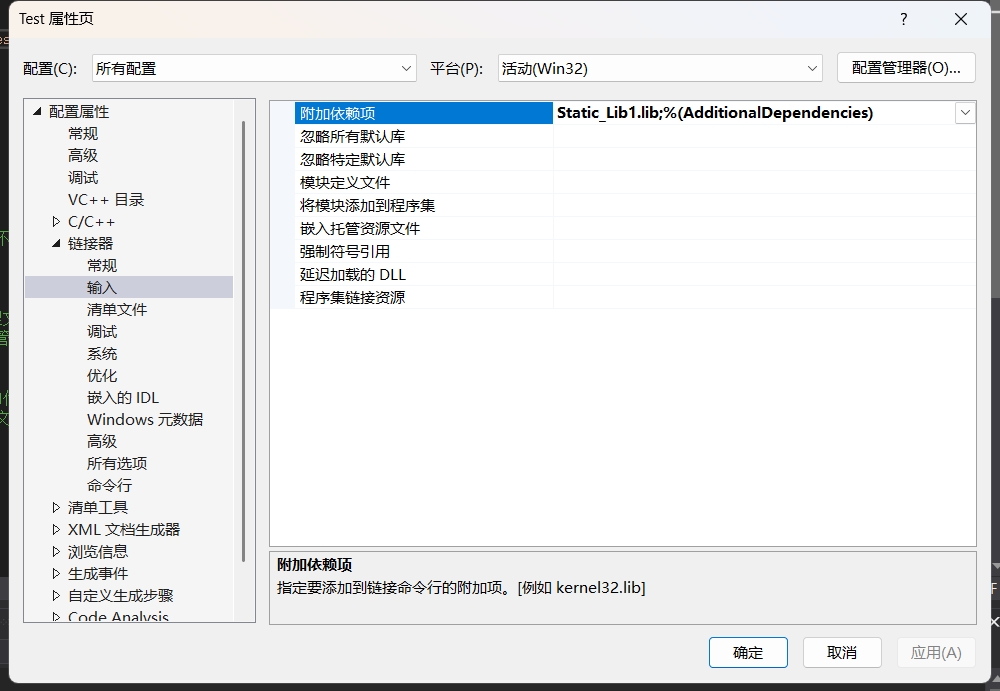 Test 属性页
?
配置(C):
所有配置
平台(P):
活动(Win32)
配置管理器(O)...
配置属性
常规
高级
调试
VC++ 目录
C/C++
链接器
常规
输入
清单文件
调试
系统
优化
嵌入的 IDL
Windows 元数据
高级
所有选项
命令行
清单工具
XML 文档生成器
浏览信息
生成事件
自定义生成步骤
Code Analysis
附加依赖项
Static_Lib1.lib;%(AdditionalDependencies)
忽略所有默认库
忽略特定默认库
模块定义文件
将模块添加到程序集
嵌入托管资源文件
强制符号引用
延迟加载的 DLL
程序集链接资源
附加依赖项
指定要添加到链接命令行的附加项。[例如 kernel32.lib]
确定
取消
应用(A)